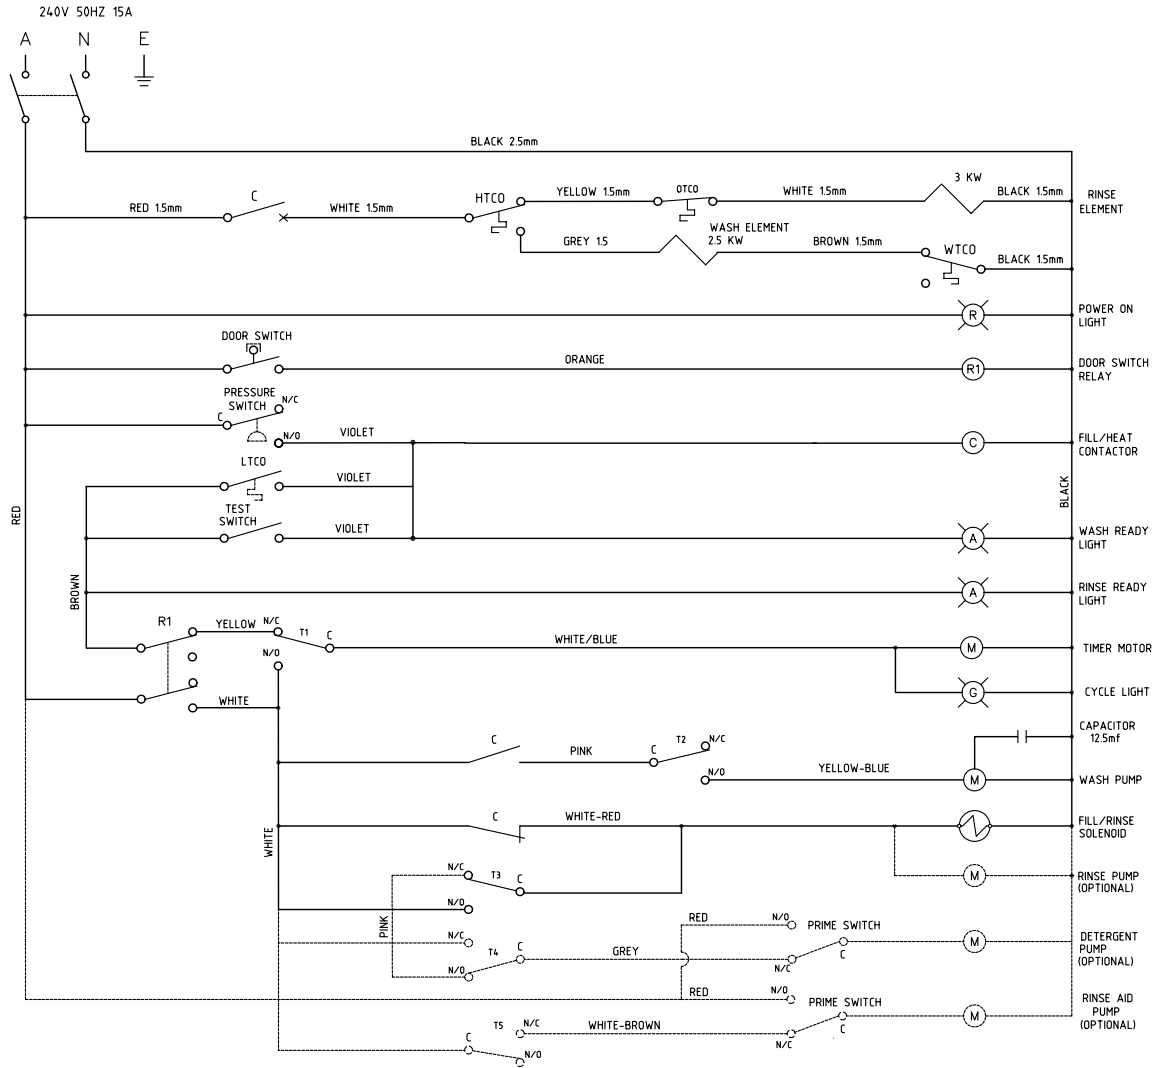 240V 50HZ 15A
A N E
BLACK 2.5mm
RED 1.5mm
C
WHITE 1.5mm
HTCO
YELLOW 1.5mm
OTCO
WHITE 1.5mm
3 KW
BLACK 1.5mm
RINSE
ELEMENT
GREY 1.5
WASH ELEMENT
2.5 KW
BROWN 1.5mm
WTCO
BLACK 1.5mm
R
POWER ON
LIGHT
DOOR SWITCH
ORANGE
R1
DOOR SWITCH
RELAY
PRESSURE
SWITCH
N/C
C
N/O
VIOLET
C
FILL/HEAT
CONTACTOR
LTCO
VIOLET
BLACK
RED
TEST
SWITCH
VIOLET
A
WASH READY
LIGHT
BROWN
A
RINSE READY
LIGHT
R1
YELLOW
N/C
T1
C
N/O
WHITE/BLUE
M
TIMER MOTOR
WHITE
G
CYCLE LIGHT
CAPACITOR
12.5mf
C
PINK
C
T2
N/C
N/O
YELLOW-BLUE
M
WASH PUMP
WHITE
C
WHITE-RED
FILL/RINSE
SOLENOID
N/C
T3
C
N/O
M
RINSE PUMP
(OPTIONAL)
PINK
RED
N/O
PRIME SWITCH
N/C
T4
C
N/O
GREY
N/C
C
M
DETERGENT
PUMP
(OPTIONAL)
RED
N/O
PRIME SWITCH
C
T5
N/C
N/O
WHITE-BROWN
N/C
C
M
RINSE AID
PUMP
(OPTIONAL)